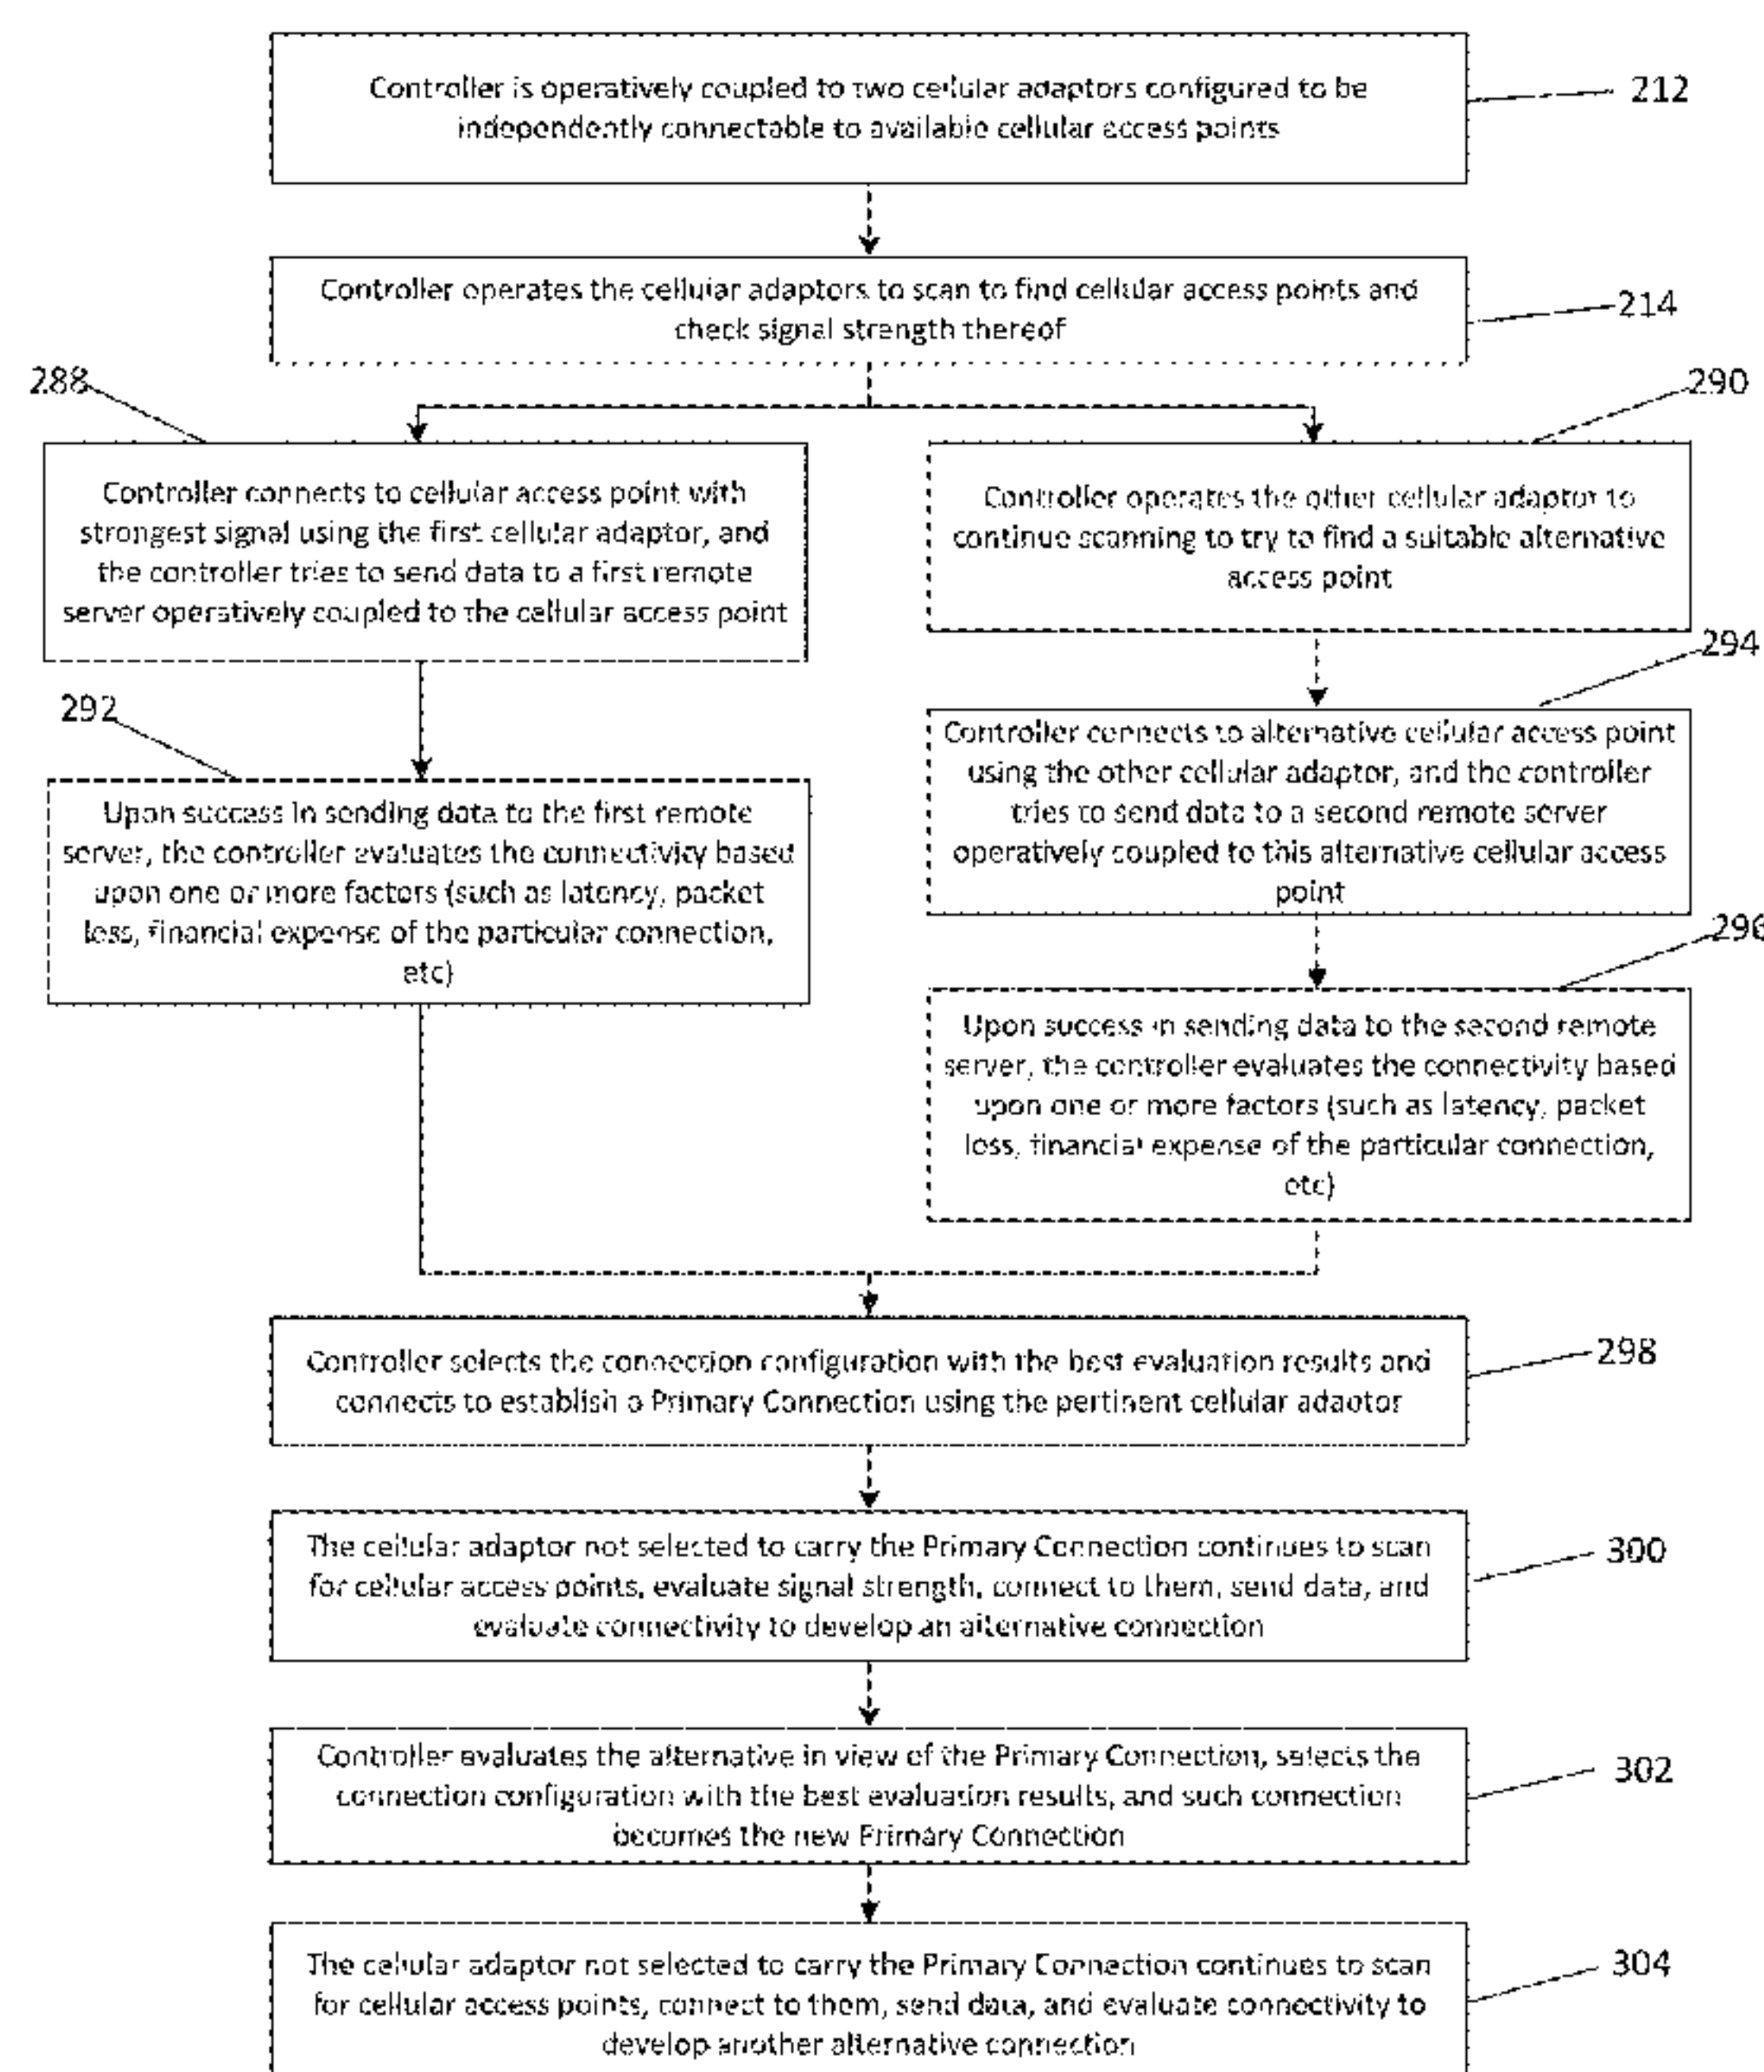 Controller is operatively coupled to two cellular adaptors configured to be
independently connectable to available cellular access points
212
Controller operates the cellular adaptors to scan to find cellular access points and
check signal strength thereof
214
288
290
Controller connects to cellular access point with
strongest signal using the first cellular adaptor, and
the controller tries to send data to a first remote
server operatively coupled to the cellular access point
Controller operates the other cellular adaptor to
continue scanning to try to find a suitable alternative
access point
292
294
Upon success in sending data to the first remote
server, the controller evaluates the connectivity based
upon one or more factors (such as latency, packet
loss, financial expense of the particular connection,
etc)
Controller connects to alternative cellular access point
using the other cellular adaptor, and the controller
tries to send data to a second remote server
operatively coupled to this alternative cellular access
point
296
Upon success in sending data to the second remote
server, the controller evaluates the connectivity based
upon one or more factors (such as latency, packet
loss, financial expense of the particular connection,
etc)
Controller selects the connection configuration with the best evaluation results and
connects to establish a Primary Connection using the pertinent cellular adaptor
298
The cellular adaptor not selected to carry the Primary Connection continues to scan
for cellular access points, evaluate signal strength, connect to them, send data, and
evaluate connectivity to develop an alternative connection
300
Controller evaluates the alternative in view of the Primary Connection, selects the
connection configuration with the best evaluation results, and such connection
becomes the new Primary Connection
302
The cellular adaptor not selected to carry the Primary Connection continues to scan
for cellular access points, connect to them, send data, and evaluate connectivity to
develop another alternative connection
304